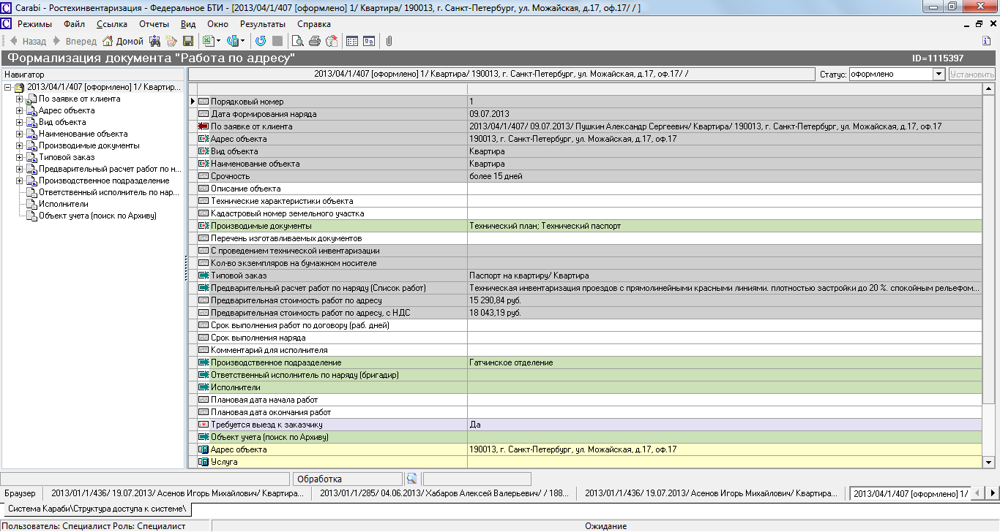 Carabi - Ростехинвентаризация - Федеральное БТИ - [2013/04/1/407 [оформлено] 1/ Квартира/ 190013, г. Санкт-Петербург, ул. Можайская, д.17, оф.17/ / ]
Режимы Файл Ссылка Отчеты Вид Окно Результаты Справка
Назад Вперед Домой
Формализация документа "Работа по адресу" ID=1115397
Навигатор
2013/04/1/407 [оформлено] 1/ Квартир...
По заявке от клиента
Адрес объекта
Вид объекта
Наименование объекта
Производимые документы
Типовой заказ
Предварительный расчет работ по н...
Производственное подразделение
Ответственный исполнитель по нар...
Исполнители
Объект учета (поиск по Архиву)
2013/04/1/407 [оформлено] 1/ Квартира/ 190013, г. Санкт-Петербург, ул. Можайская, д.17, оф.17/ /
Статус: оформлено Установить
Порядковый номер 1
Дата формирования наряда 09.07.2013
По заявке от клиента 2013/04/1/407/ 09.07.2013/ Пушкин Александр Сергеевич/ Квартира/ 190013, г. Санкт-Петербург, ул. Можайская, д.17, оф.17
Адрес объекта 190013, г. Санкт-Петербург, ул. Можайская, д.17, оф.17
Вид объекта Квартира
Наименование объекта Квартира
Срочность более 15 дней
Описание объекта
Технические характеристики объекта
Кадастровый номер земельного участка
Производимые документы Технический план; Технический паспорт
Перечень изготавливаемых документов
С проведением технической инвентаризации
Кол-во экземпляров на бумажном носителе
Типовой заказ Паспорт на квартиру/ Квартира
Предварительный расчет работ по наряду (Список работ) Техническая инвентаризация проездов с прямолинейными красными линиями. плотностью застройки до 20 %. спокойным рельефом...
Предварительная стоимость работ по адресу 15 290,84 руб.
Предварительная стоимость работ по адресу, с НДС 18 043,19 руб.
Срок выполнения работ по договору (раб. дней)
Срок выполнения наряда
Комментарий для исполнителя
Производственное подразделение Гатчинское отделение
Ответственный исполнитель по наряду (бригадир)
Исполнители
Плановая дата начала работ
Плановая дата окончания работ
Требуется выезд к заказчику Да
Объект учета (поиск по Архиву)
Адрес объекта 190013, г. Санкт-Петербург, ул. Можайская, д.17, оф.17
Услуга
Обработка
Браузер 2013/01/1/436/ 19.07.2013/ Асенов Игорь Михайлович/ Квартира... 2013/01/1/285/ 04.06.2013/ Хабаров Алексей Валерьевич/ / 188... 2013/01/1/436/ 19.07.2013/ Асенов Игорь Михайлович/ Квартира... 2013/04/1/407 [оформлено] 1/
Система Караби\Структура доступа к системе\
Пользователь: Специалист Роль: Специалист Ожидание